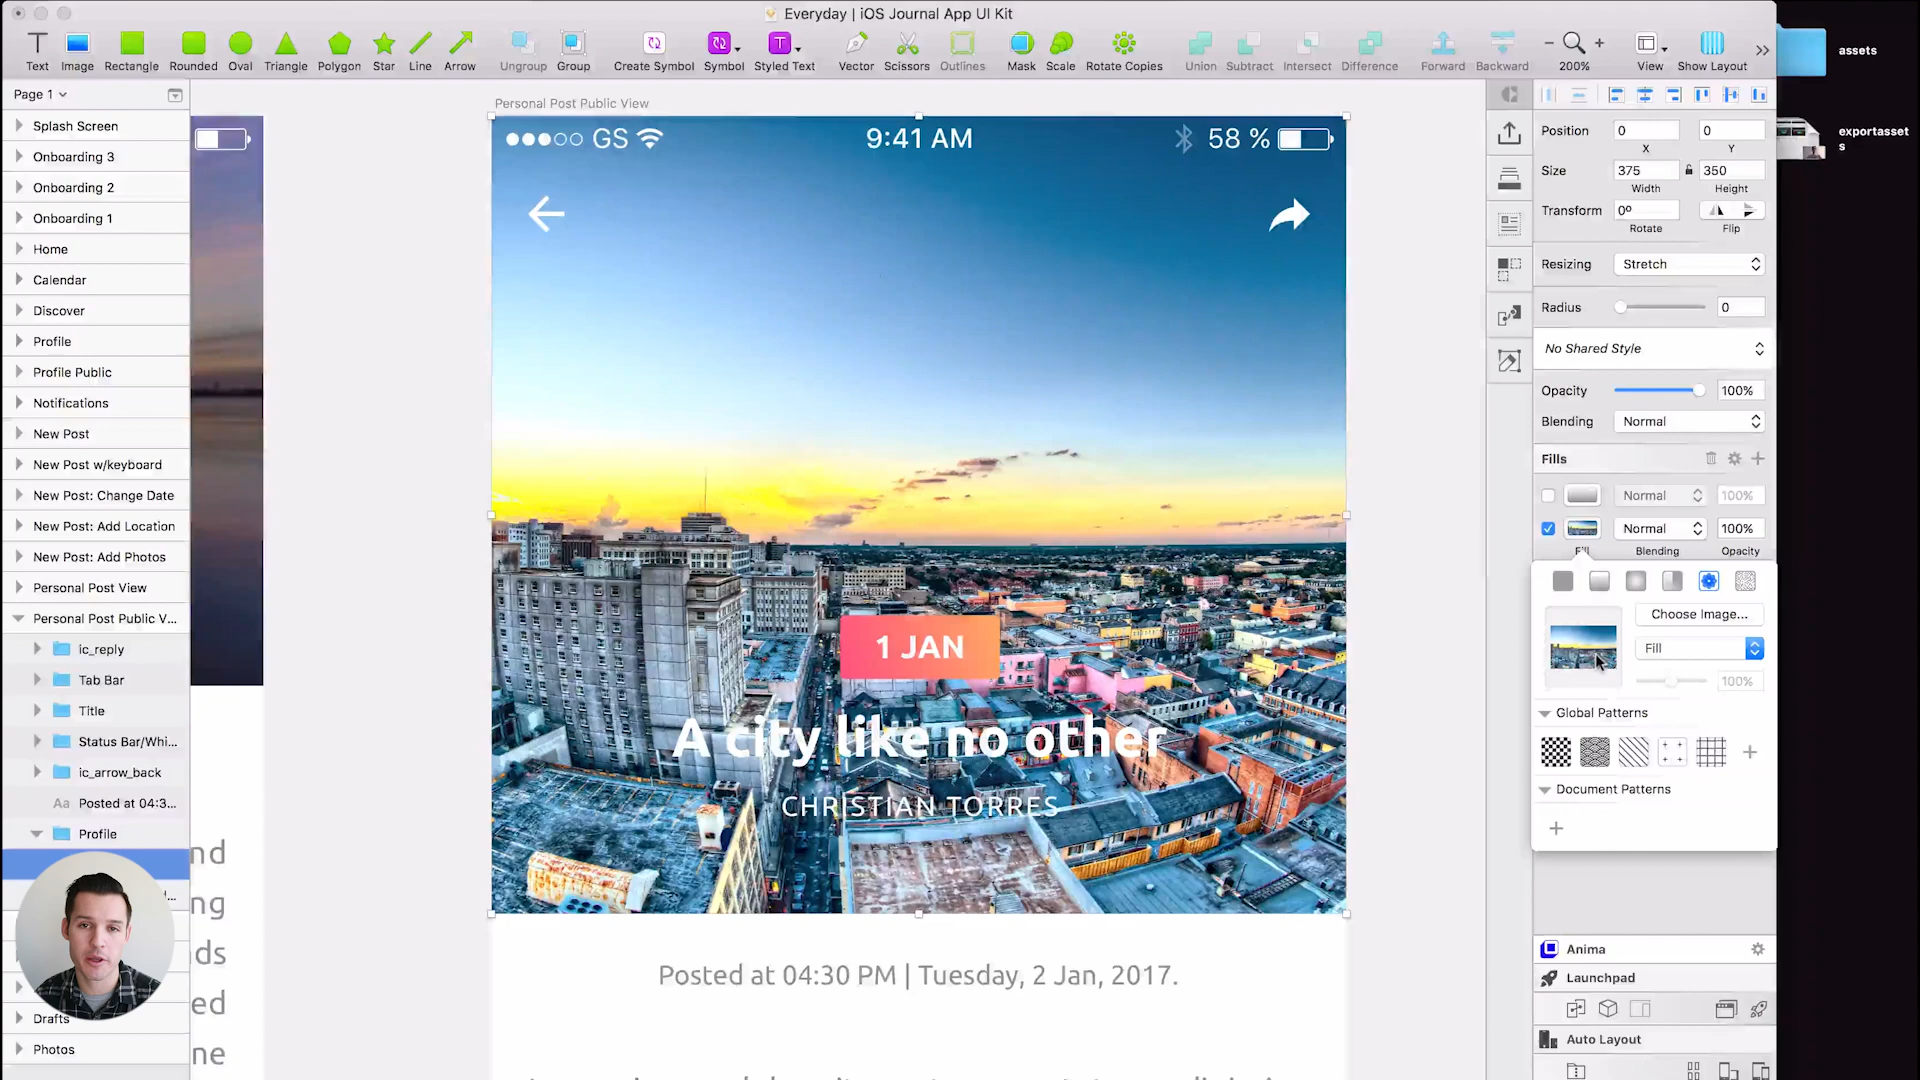 Everyday | iOS Journal App UI Kit
Text Image Rectangle Rounded Oval Triangle Polygon Star Line Arrow Ungroup Group Create Symbol Symbol Styled Text Vector Scissors Outlines Mask Scale Rotate Copies Union Subtract Intersect Difference Forward Backward 200% View Show Layout
assets
exportasset
s
Page 1
Splash Screen
Onboarding 3
Onboarding 2
Onboarding 1
Home
Calendar
Discover
Profile
Profile Public
Notifications
New Post
New Post w/keyboard
New Post: Change Date
New Post: Add Location
New Post: Add Photos
Personal Post View
Personal Post Public V...
ic_reply
Tab Bar
Title
Status Bar/Whi...
ic_arrow_back
Aa Posted at 04:3...
Profile
Drafts
Photos
nd
ng
ds
ed
ne
Personal Post Public View
GS 9:41 AM 58 %
1 JAN
A city like no other
CHRISTIAN TORRES
Posted at 04:30 PM | Tuesday, 2 Jan, 2017.
Position 0 0
X Y
Size 375 350
Width Height
Transform 0º
Rotate Flip
Resizing Stretch
Radius 0
No Shared Style
Opacity 100%
Blending Normal
Fills
Normal 100%
Normal 100%
Fill Blending Opacity
Choose Image...
Fill
100%
Global Patterns
Document Patterns
Anima
Launchpad
Auto Layout